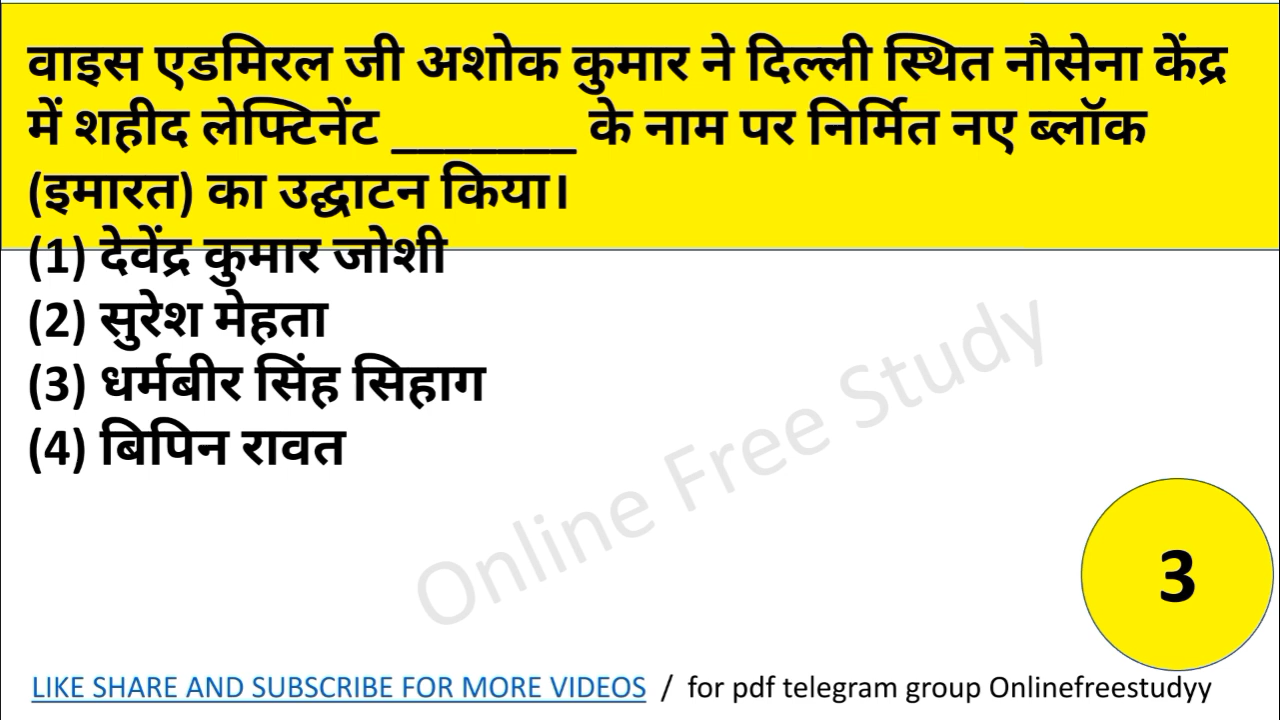 वाइस एडमिरल जी अशोक कुमार ने दिल्ली स्थित नौसेना केंद्र
में शहीद लेफ्टिनेंट _______ के नाम पर निर्मित नए ब्लॉक
(इमारत) का उद्घाटन किया।
(1) देवेंद्र कुमार जोशी
(2) सुरेश मेहता
(3) धर्मबीर सिंह सिहाग
(4) बिपिन रावत
Online Free Study
3
LIKE SHARE AND SUBSCRIBE FOR MORE VIDEOS / for pdf telegram group Onlinefreestudyy